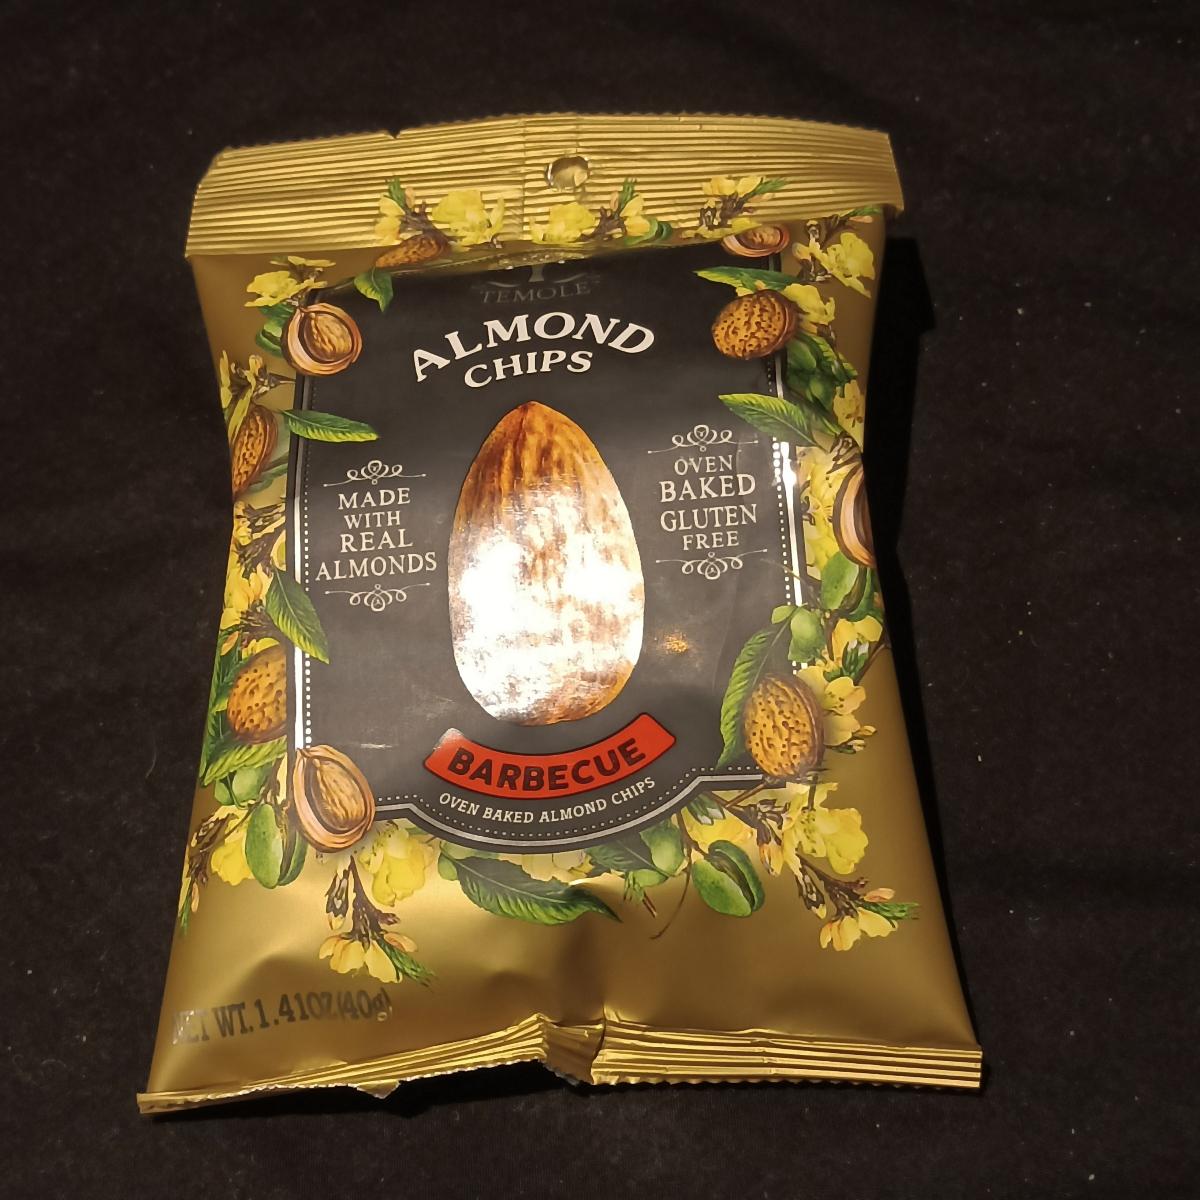 TEMOLE
ALMOND
CHIPS
MADE
WITH
REAL
ALMONDS
OVEN
BAKED
GLUTEN
FREE
BARBECUE
OVEN BAKED ALMOND CHIPS
NET WT. 1.41OZ(40g)